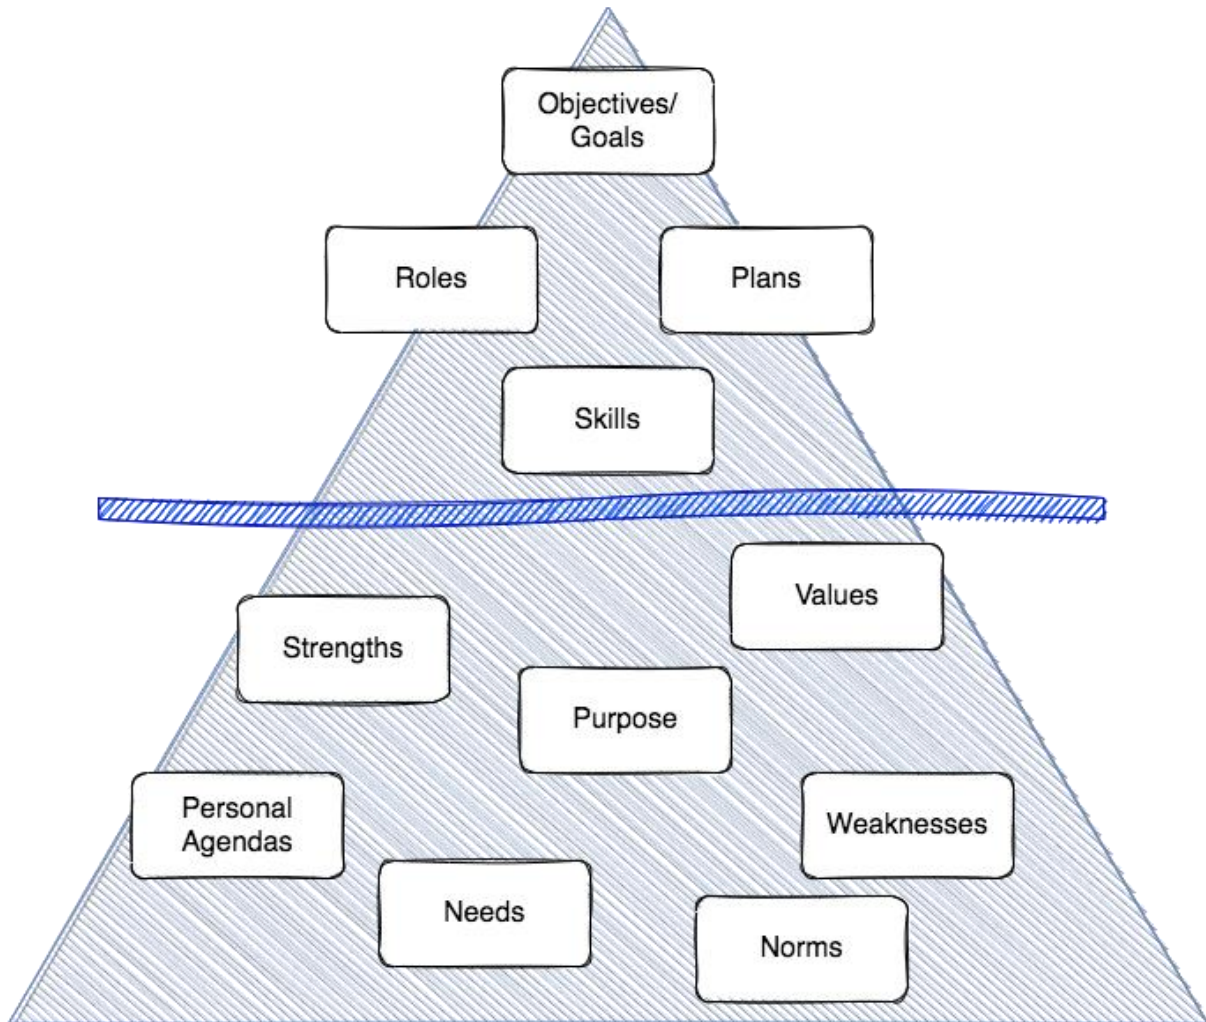 Objectives/
Goals
Roles
Plans
Skills
Values
Strengths
Purpose
Personal
Agendas
Weaknesses
Needs
Norms